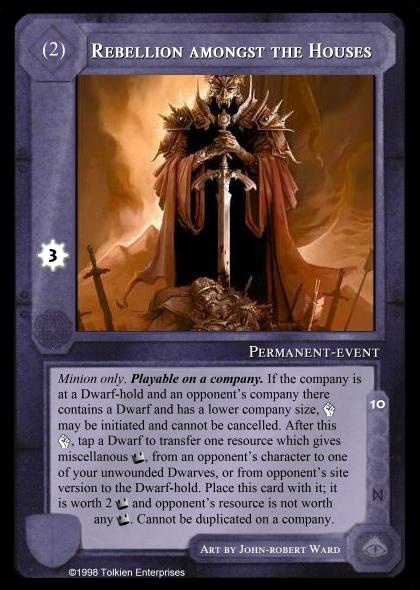 (2)
REBELLION AMONGST THE HOUSES
3
PERMANENT-EVENT
Minion only. Playable on a company. If the company is
at a Dwarf-hold and an opponent's company there
contains a Dwarf and has a lower company size,
may be initiated and cannot be cancelled. After this
, tap a Dwarf to transfer one resource which gives
miscellanous , from an opponent's character to one
of your unwounded Dwarves, or from opponent's site
version to the Dwarf-hold. Place this card with it; it
is worth 2 and opponent's resource is not worth
any . Cannot be duplicated on a company.
10
ART BY JOHN-ROBERT WARD
©1998 Tolkien Enterprises